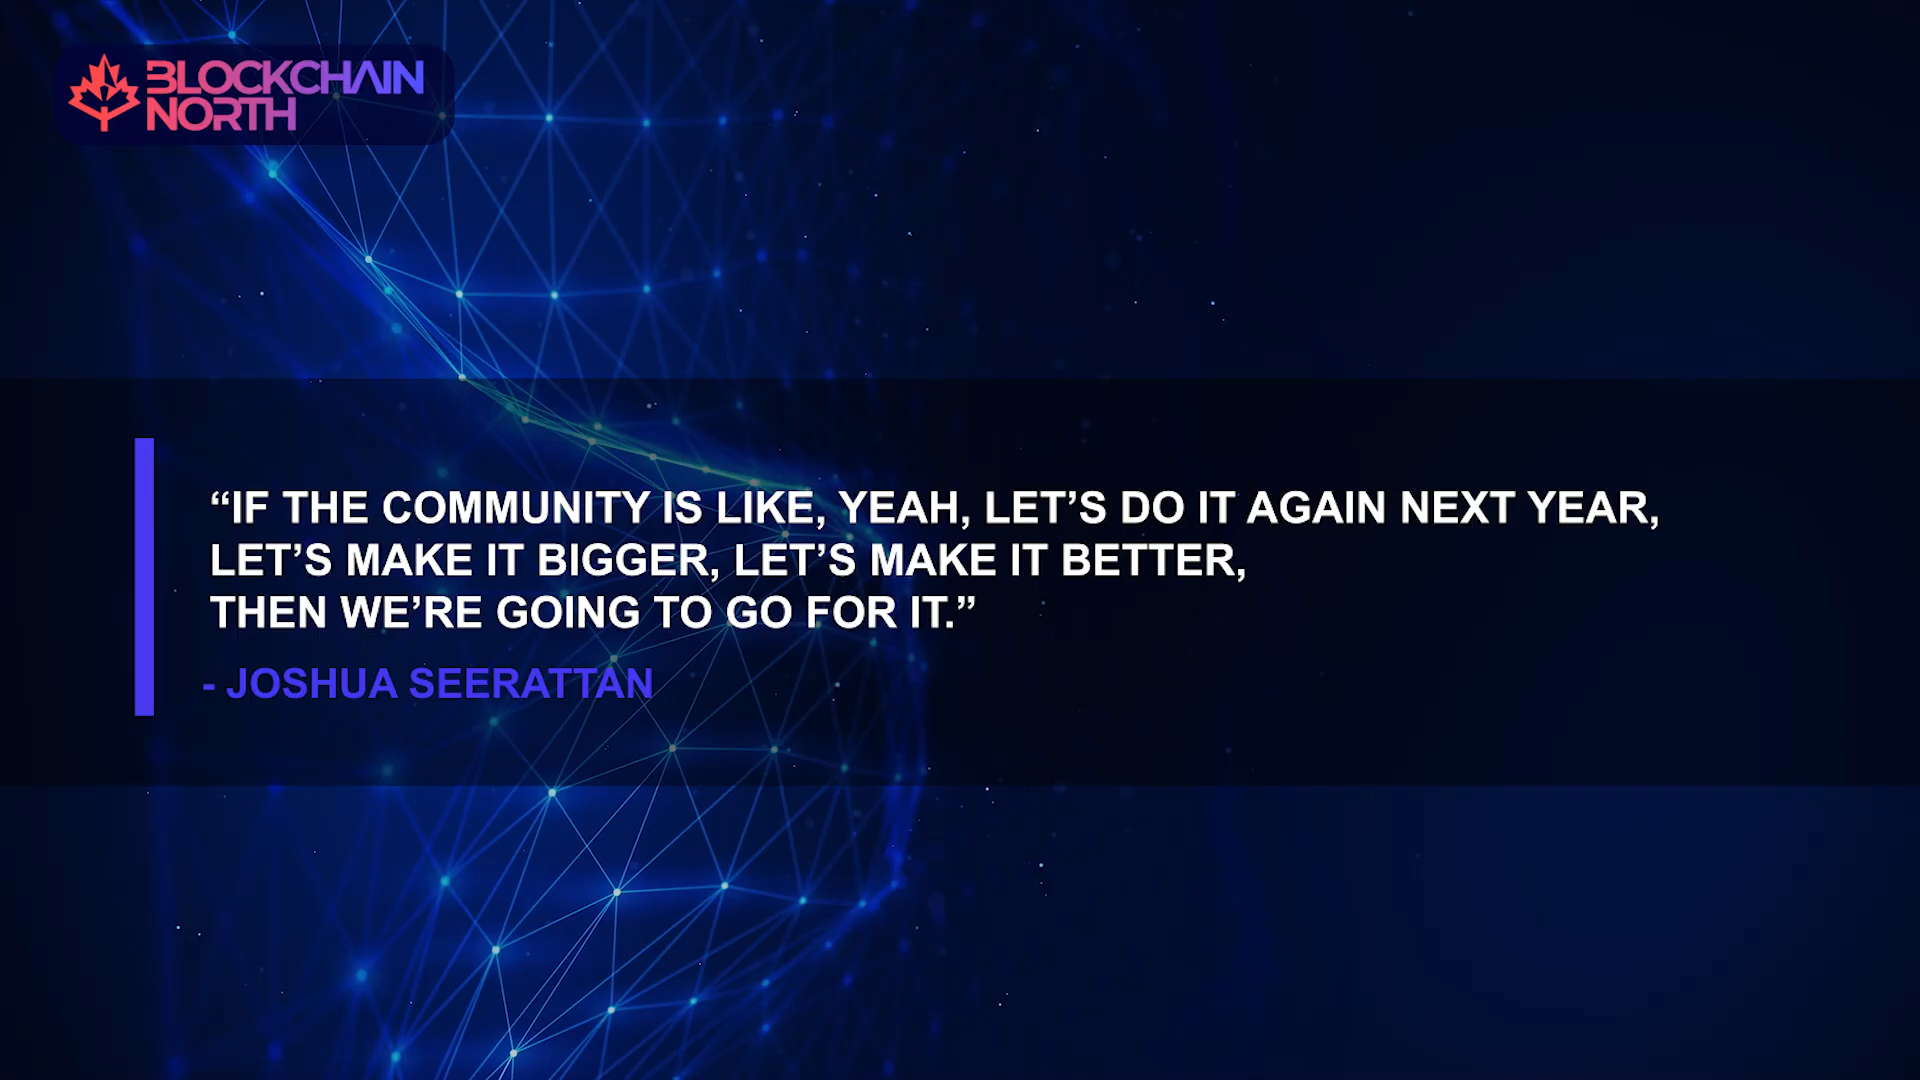 BLOCKCHAIN
NORTH
“IF THE COMMUNITY IS LIKE, YEAH, LET’S DO IT AGAIN NEXT YEAR,
LET’S MAKE IT BIGGER, LET’S MAKE IT BETTER,
THEN WE’RE GOING TO GO FOR IT.”
- JOSHUA SEERATTAN